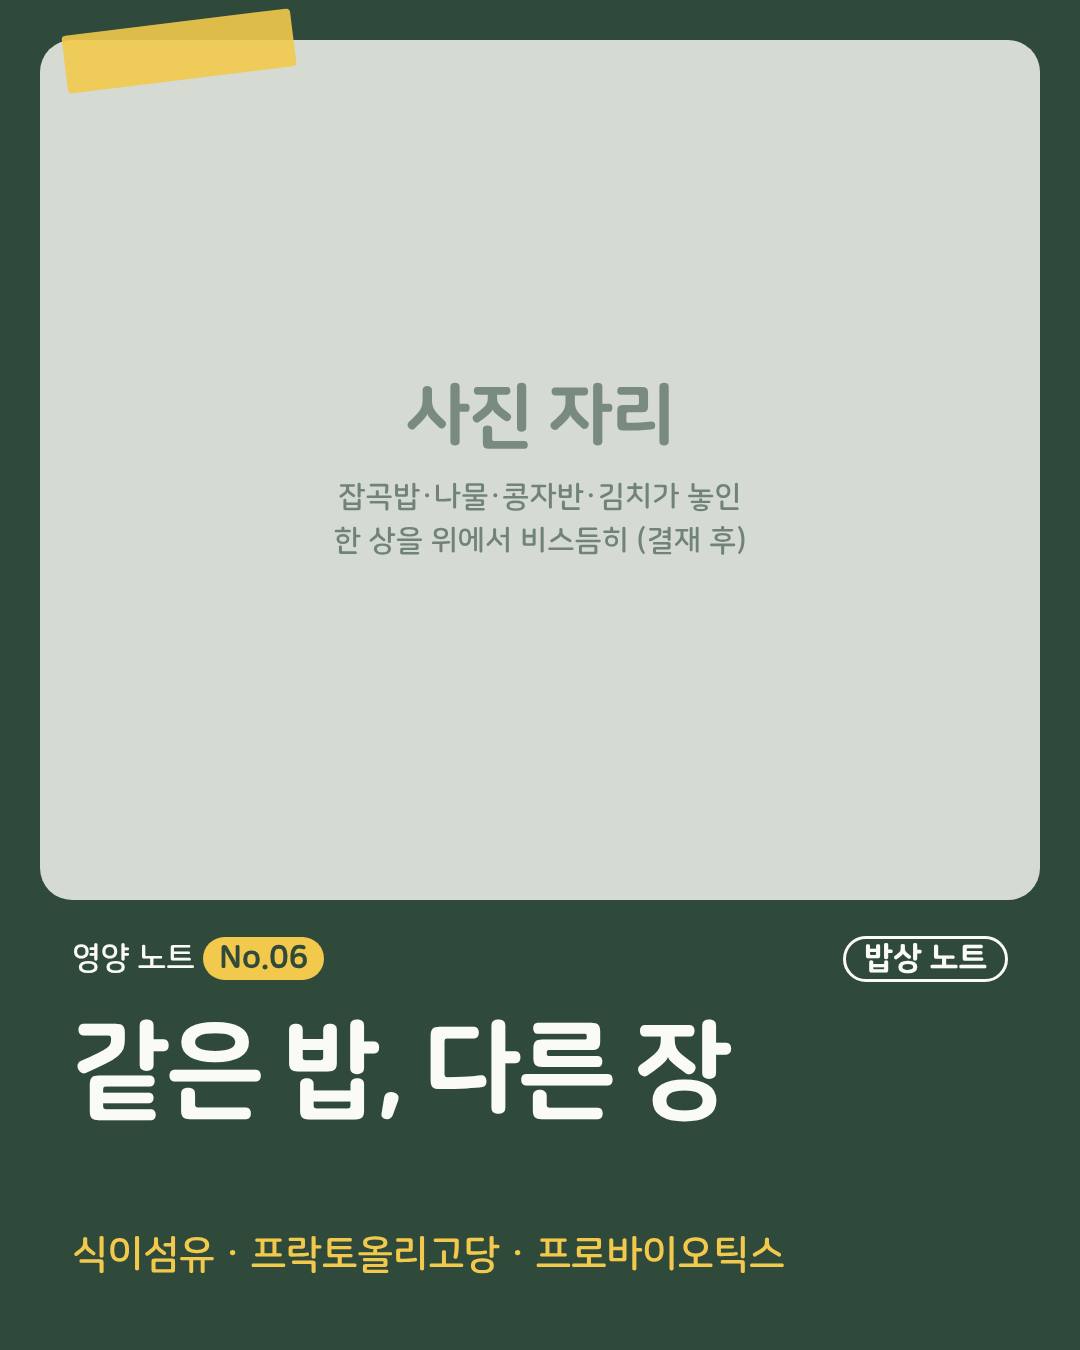 사진 자리
잡곡밥·나물·콩자반·김치가 놓인
한 상을 위에서 비스듬히 (결재 후)
영양 노트 No.06
밥상 노트
같은 밥, 다른 장
식이섬유 · 프락토올리고당 · 프로바이오틱스